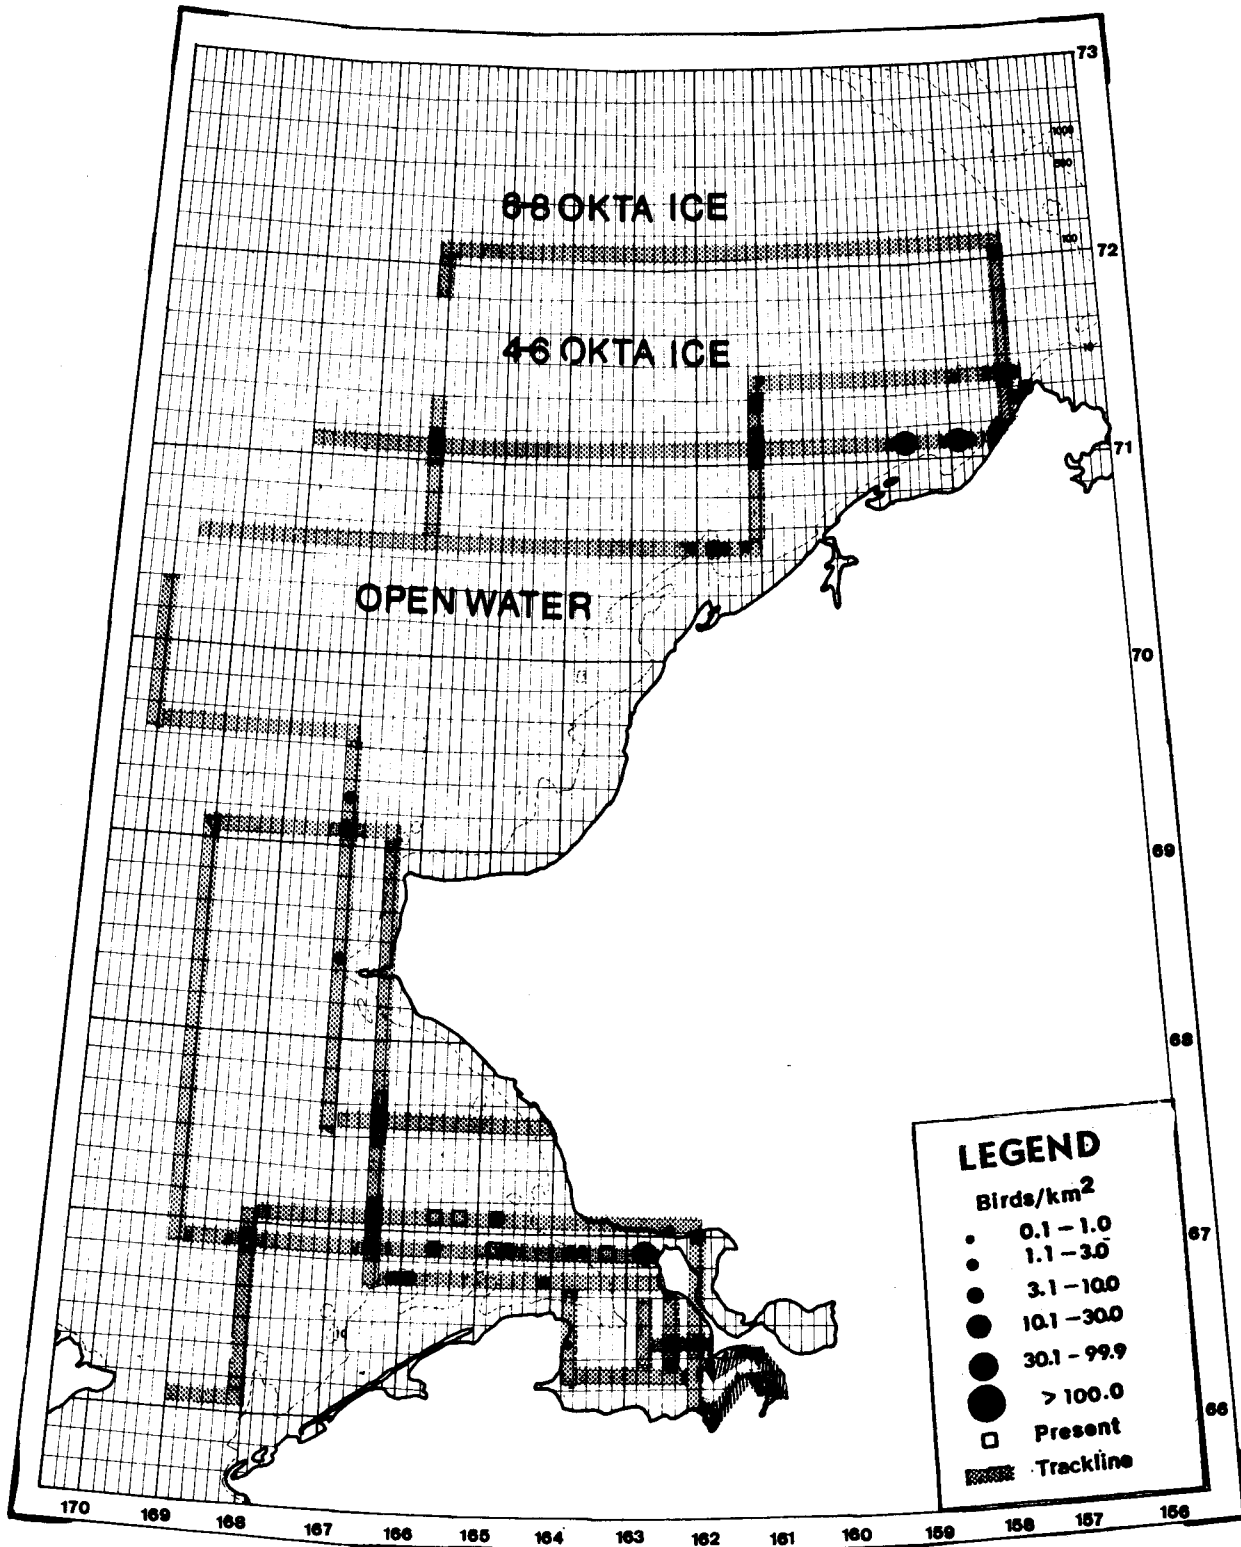 73
1000
100
72
6-8 OKTA ICE
4-6 OKTA ICE
71
OPEN WATER
70
69
68
67
66
LEGEND
Birds/km2
0.1 - 1.0
1.1 - 3.0
3.1 - 10.0
10.1 - 30.0
30.1 - 99.9
> 100.0
Present
Trackline
170 169 168 167 166 165 164 163 162 161 160 159 158 157 156